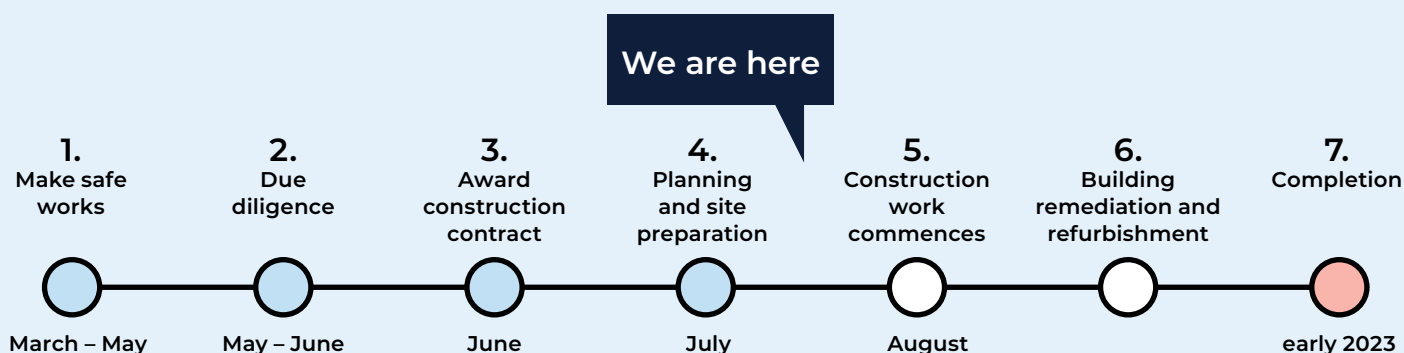 We are here
1.
Make safe
works
2.
Due
diligence
3.
Award
construction
contract
4.
Planning
and site
preparation
5.
Construction
work
commences
6.
Building
remediation and
refurbishment
7.
Completion
March – May
May – June
June
July
August
early 2023